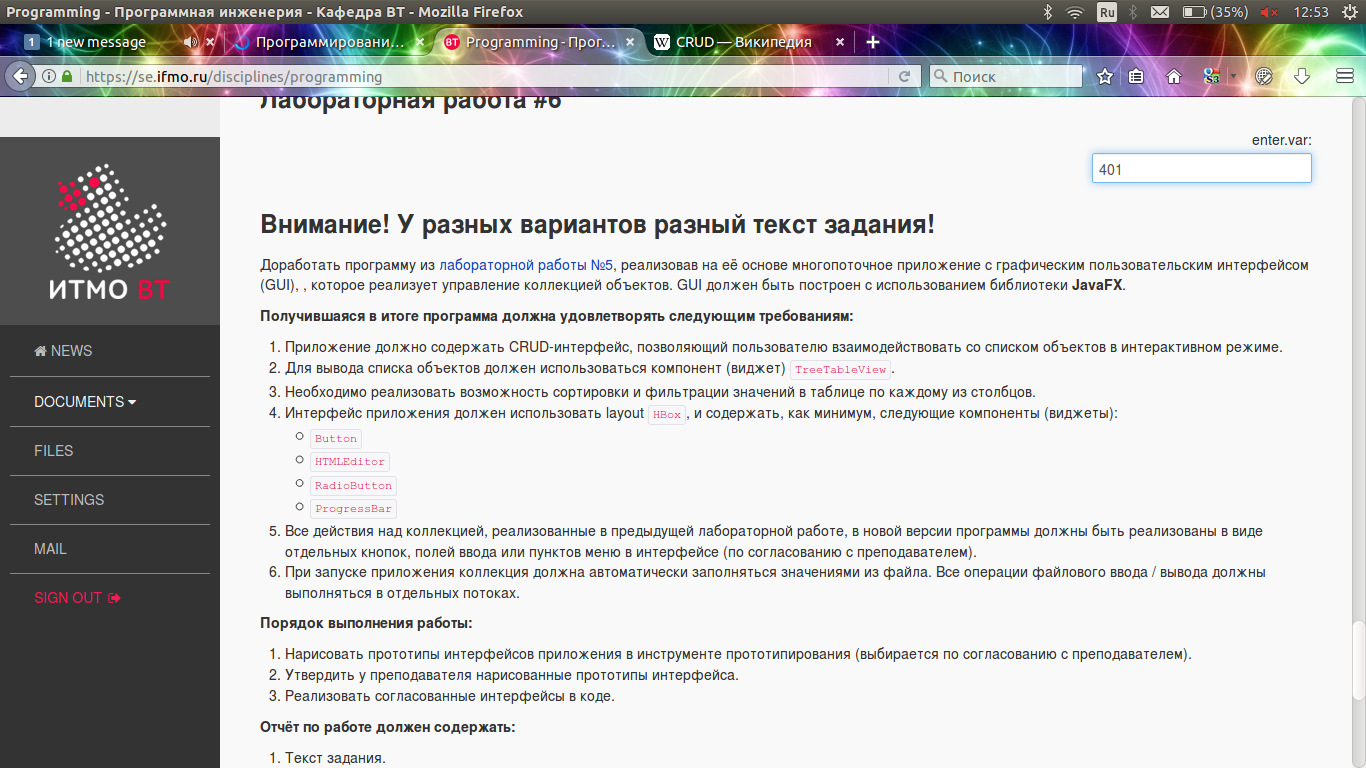 Programming - Программная инженерия - Кафедра ВТ - Mozilla Firefox
Ru
(35%)
12:53
1
1 new message
Программировани...
ВТ
Programming - Прог...
W
CRUD — Википедия
https://se.ifmo.ru/disciplines/programming
Поиск
Лабораторная работа #6
enter.var:
401
ИТМО ВТ
NEWS
DOCUMENTS
FILES
SETTINGS
MAIL
SIGN OUT
Внимание! У разных вариантов разный текст задания!
Доработать программу из лабораторной работы №5, реализовав на её основе многопоточное приложение с графическим пользовательским интерфейсом
(GUI), , которое реализует управление коллекцией объектов. GUI должен быть построен с использованием библиотеки JavaFX.
Получившаяся в итоге программа должна удовлетворять следующим требованиям:
1. Приложение должно содержать CRUD-интерфейс, позволяющий пользователю взаимодействовать со списком объектов в интерактивном режиме.
2. Для вывода списка объектов должен использоваться компонент (виджет) TreeTableView.
3. Необходимо реализовать возможность сортировки и фильтрации значений в таблице по каждому из столбцов.
4. Интерфейс приложения должен использовать layout HBox, и содержать, как минимум, следующие компоненты (виджеты):
Button
HTMLEditor
RadioButton
ProgressBar
5. Все действия над коллекцией, реализованные в предыдущей лабораторной работе, в новой версии программы должны быть реализованы в виде
отдельных кнопок, полей ввода или пунктов меню в интерфейсе (по согласованию с преподавателем).
6. При запуске приложения коллекция должна автоматически заполняться значениями из файла. Все операции файлового ввода / вывода должны
выполняться в отдельных потоках.
Порядок выполнения работы:
1. Нарисовать прототипы интерфейсов приложения в инструменте прототипирования (выбирается по согласованию с преподавателем).
2. Утвердить у преподавателя нарисованные прототипы интерфейса.
3. Реализовать согласованные интерфейсы в коде.
Отчёт по работе должен содержать:
1. Текст задания.